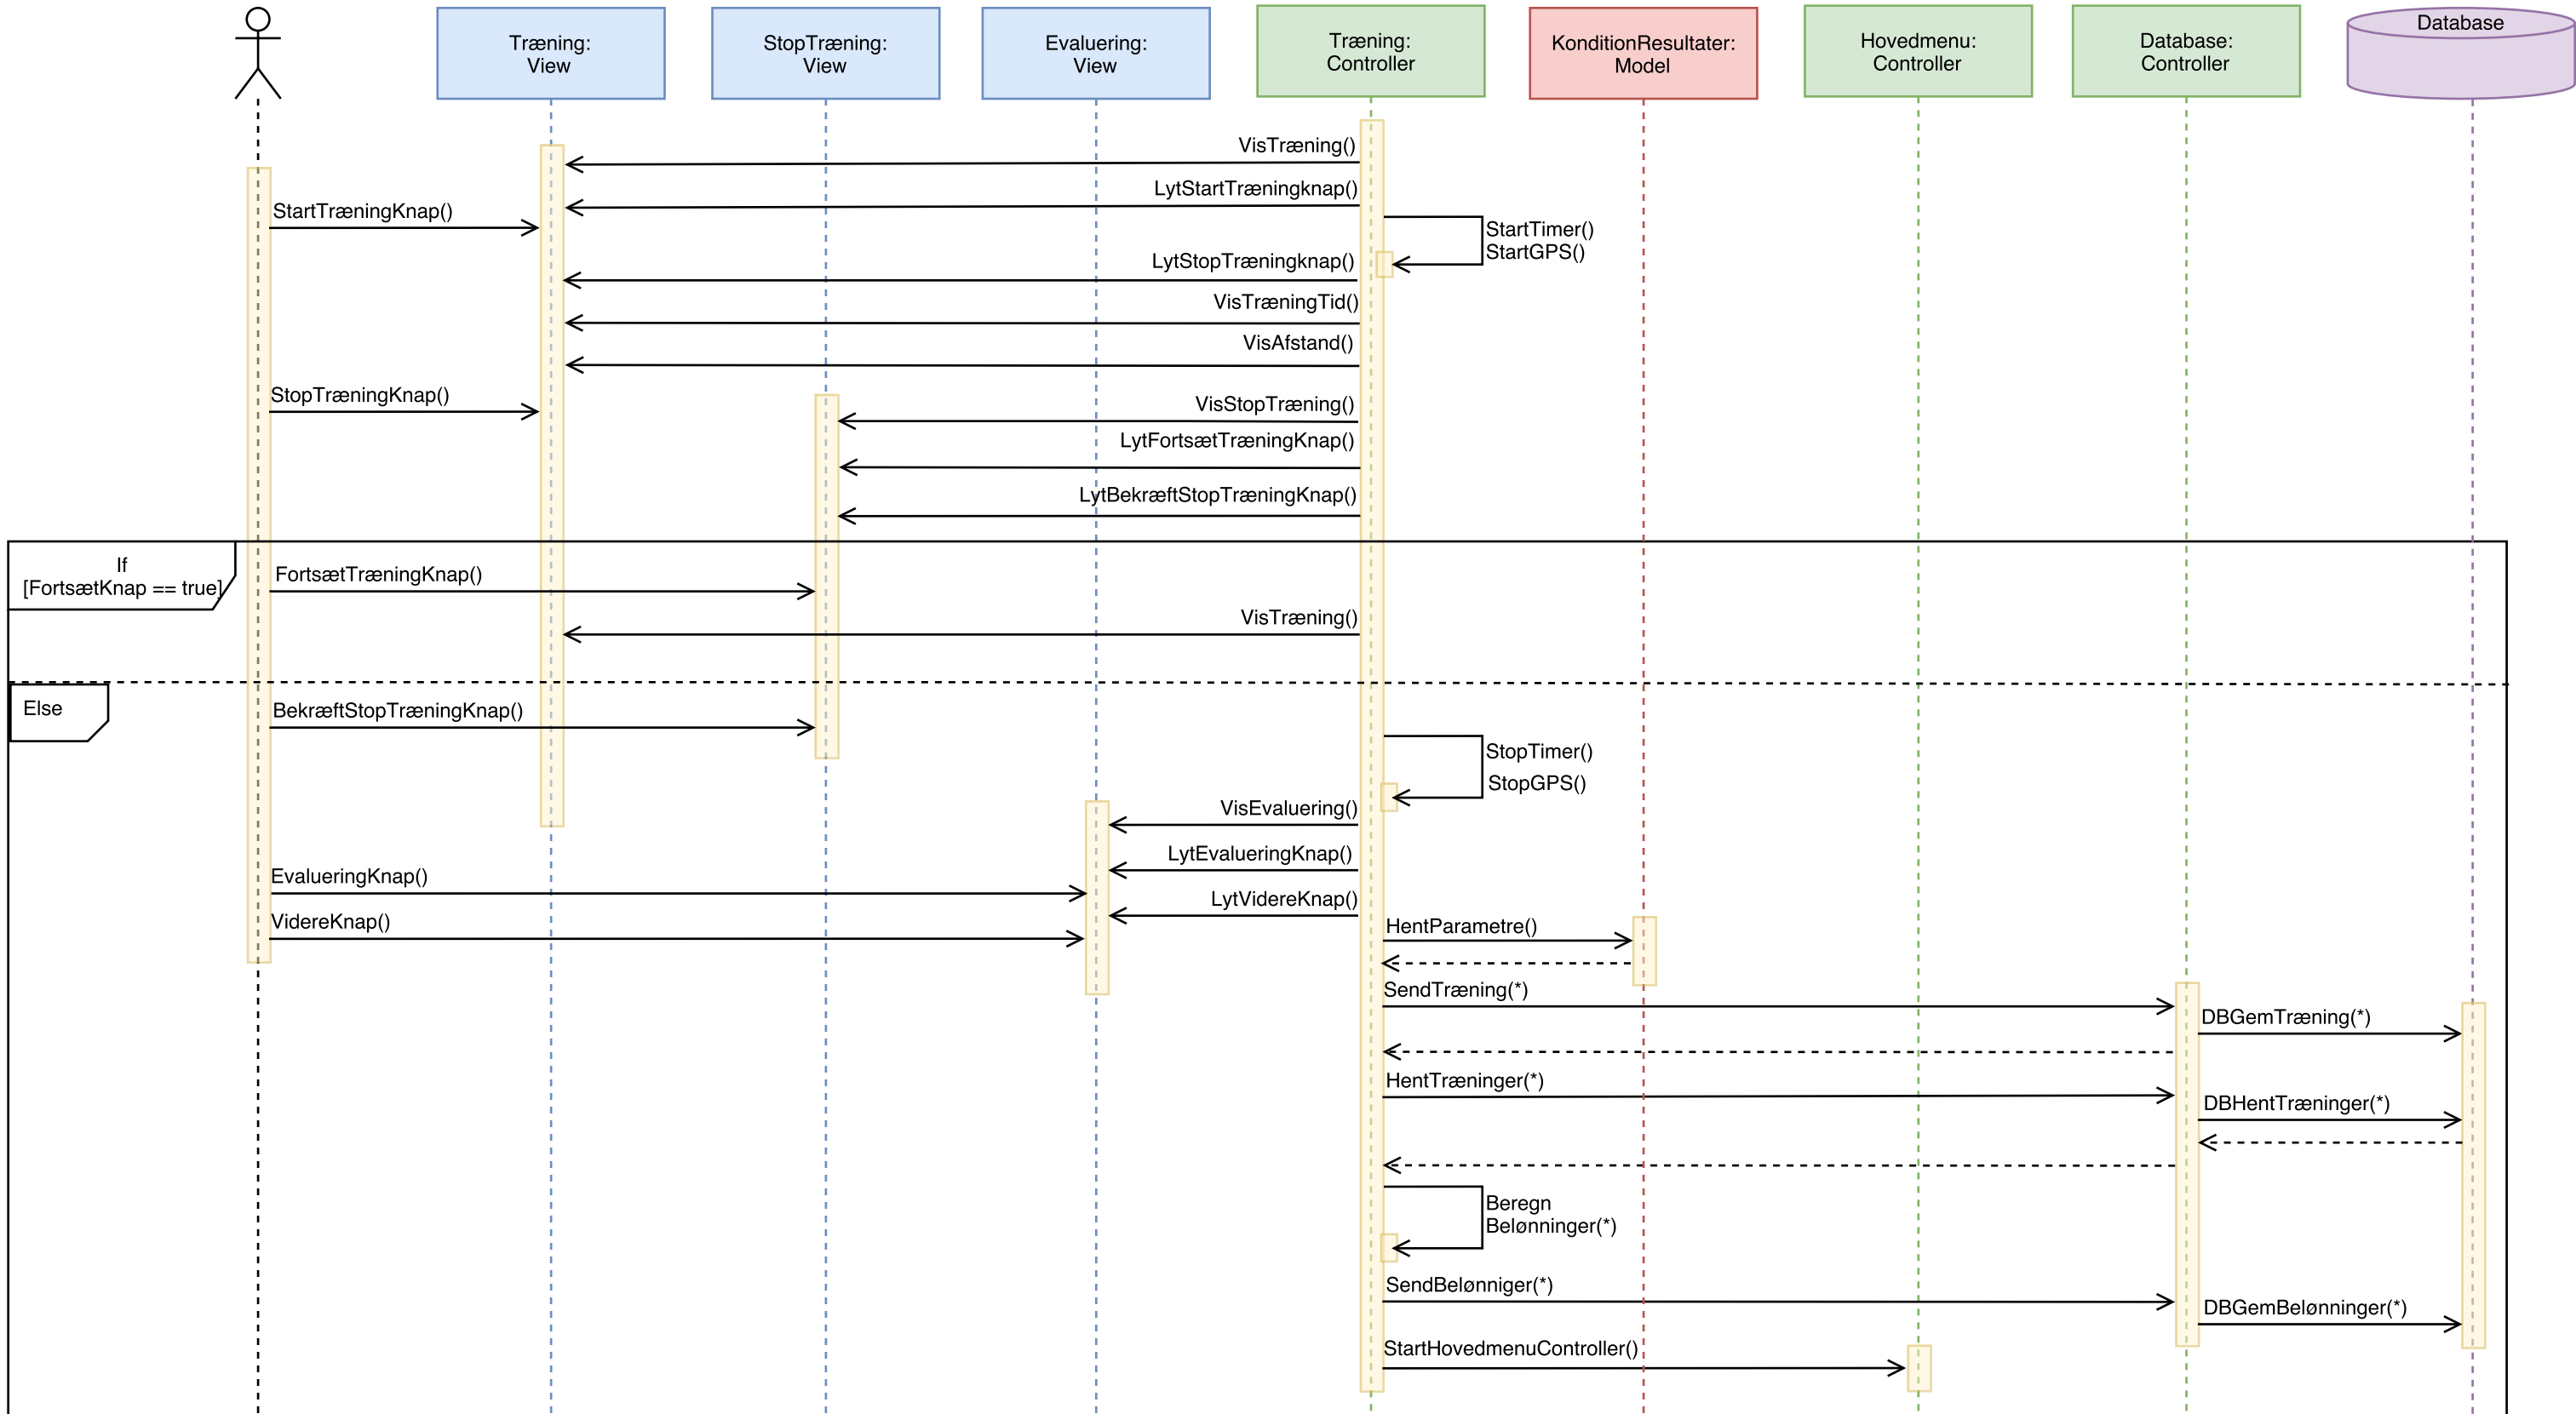 Træning:
View
StopTræning:
View
Evaluering:
View
Træning:
Controller
KonditionResultater:
Model
Hovedmenu:
Controller
Database:
Controller
Database
VisTræning()
LytStartTræningknap()
StartTræningKnap()
StartTimer()
StartGPS()
LytStopTræningknap()
VisTræningTid()
VisAfstand()
StopTræningKnap()
VisStopTræning()
LytFortsætTræningKnap()
LytBekræftStopTræningKnap()
If
[FortsætKnap == true]
FortsætTræningKnap()
VisTræning()
Else
BekræftStopTræningKnap()
StopTimer()
StopGPS()
VisEvaluering()
LytEvalueringKnap()
EvalueringKnap()
LytVidereKnap()
VidereKnap()
HentParametre()
SendTræning(*)
DBGemTræning(*)
HentTræninger(*)
DBHentTræninger(*)
Beregn
Belønninger(*)
SendBelønniger(*)
DBGemBelønninger(*)
StartHovedmenuController()